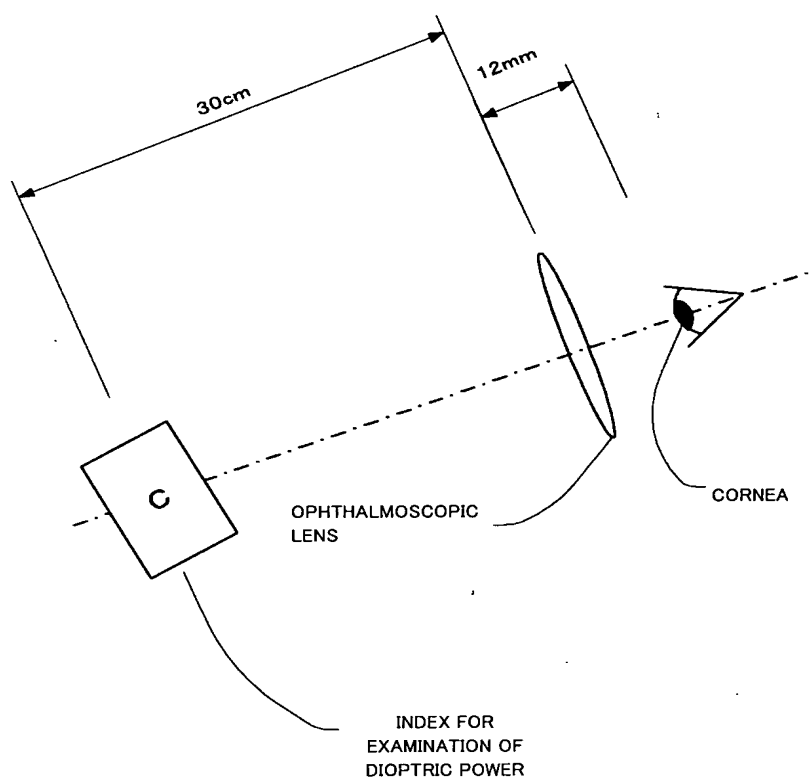 30cm
12mm
C
OPHTHALMOSCOPIC
LENS
CORNEA
INDEX FOR
EXAMINATION OF
DIOPTRIC POWER